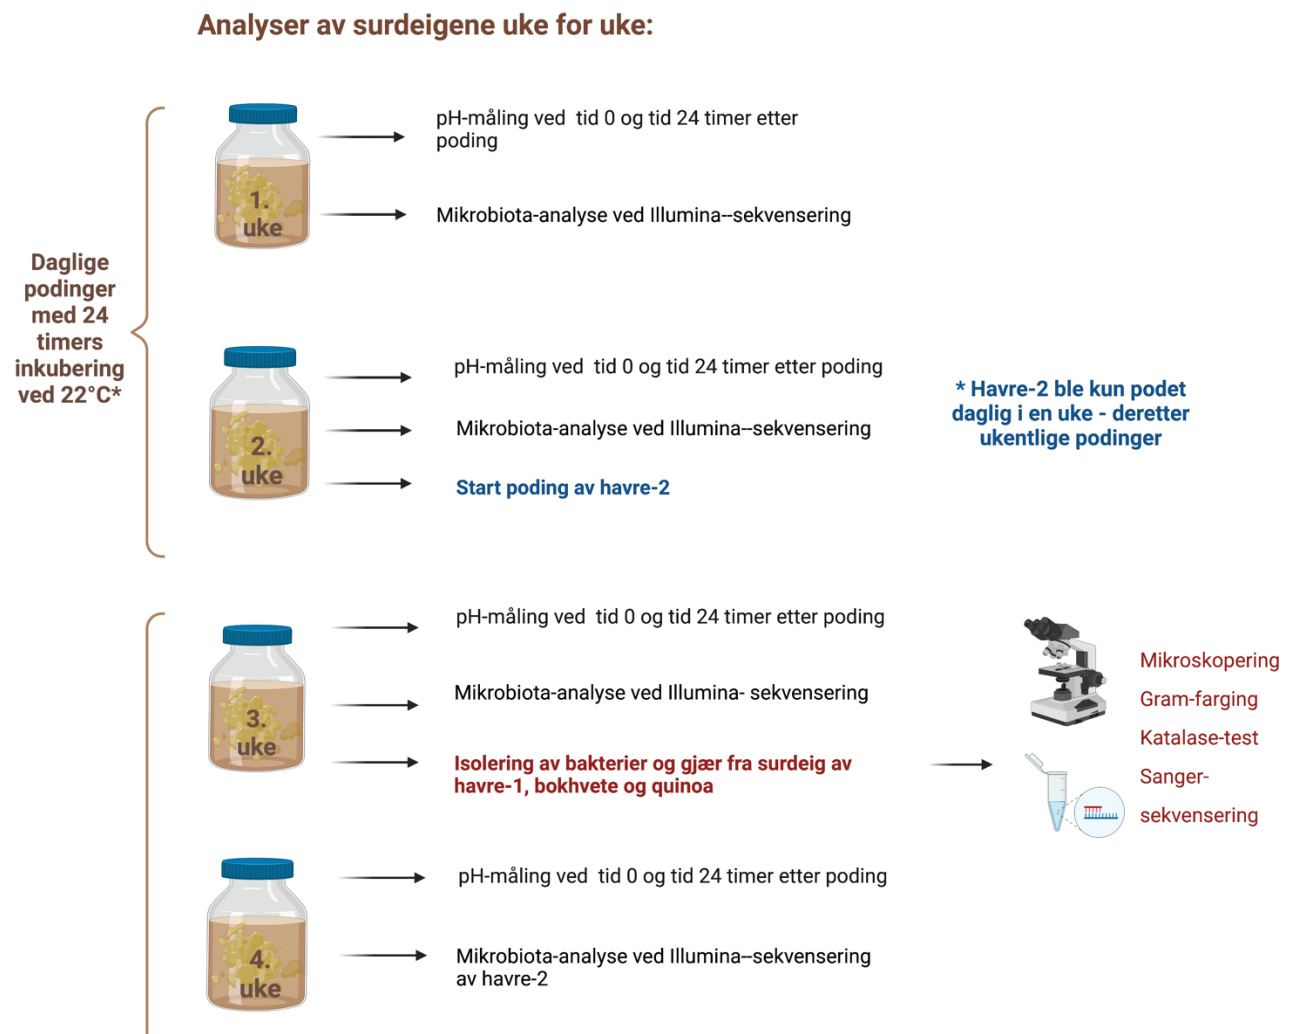 Analyser av surdeigene uke for uke:
Daglige
podinger
med 24
timers
inkubering
ved 22°C*
1.
uke
pH-måling ved tid 0 og tid 24 timer etter
poding
Mikrobiota-analyse ved Illumina--sekvensering
2.
uke
pH-måling ved tid 0 og tid 24 timer etter poding
Mikrobiota-analyse ved Illumina--sekvensering
Start poding av havre-2
* Havre-2 ble kun podet
daglig i en uke - deretter
ukentlige podinger
3.
uke
pH-måling ved tid 0 og tid 24 timer etter poding
Mikrobiota-analyse ved Illumina- sekvensering
Isolering av bakterier og gjær fra surdeig av
havre-1, bokhvete og quinoa
Mikroskopering
Gram-farging
Katalase-test
Sanger-
sekvensering
4.
uke
pH-måling ved tid 0 og tid 24 timer etter poding
Mikrobiota-analyse ved Illumina--sekvensering
av havre-2